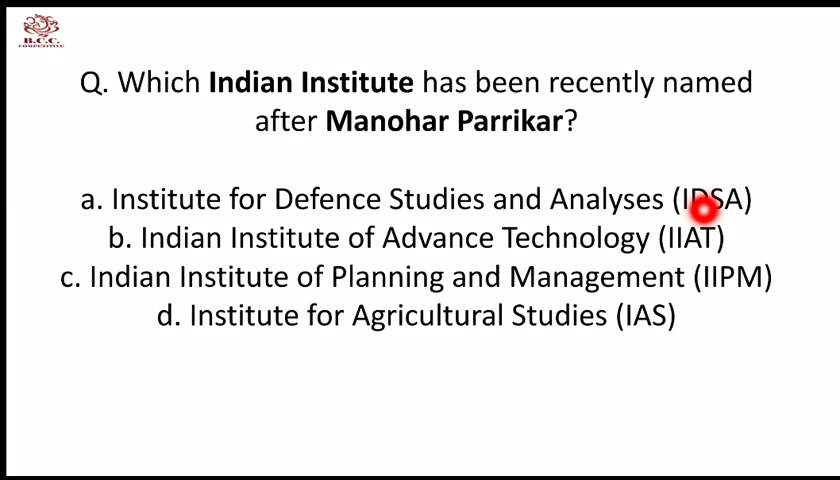 B.C.C.
COMPETITIVE
Q. Which Indian Institute has been recently named
after Manohar Parrikar?
a. Institute for Defence Studies and Analyses (IDSA)
b. Indian Institute of Advance Technology (IIAT)
c. Indian Institute of Planning and Management (IIPM)
d. Institute for Agricultural Studies (IAS)